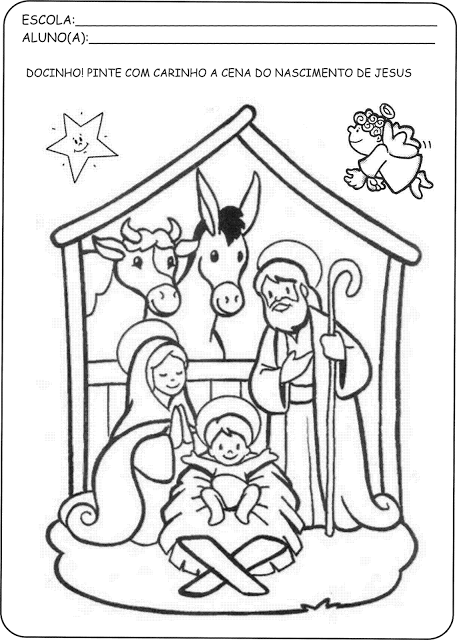 ESCOLA:
ALUNO(A):
DOCINHO! PINTE COM CARINHO A CENA DO NASCIMENTO DE JESUS